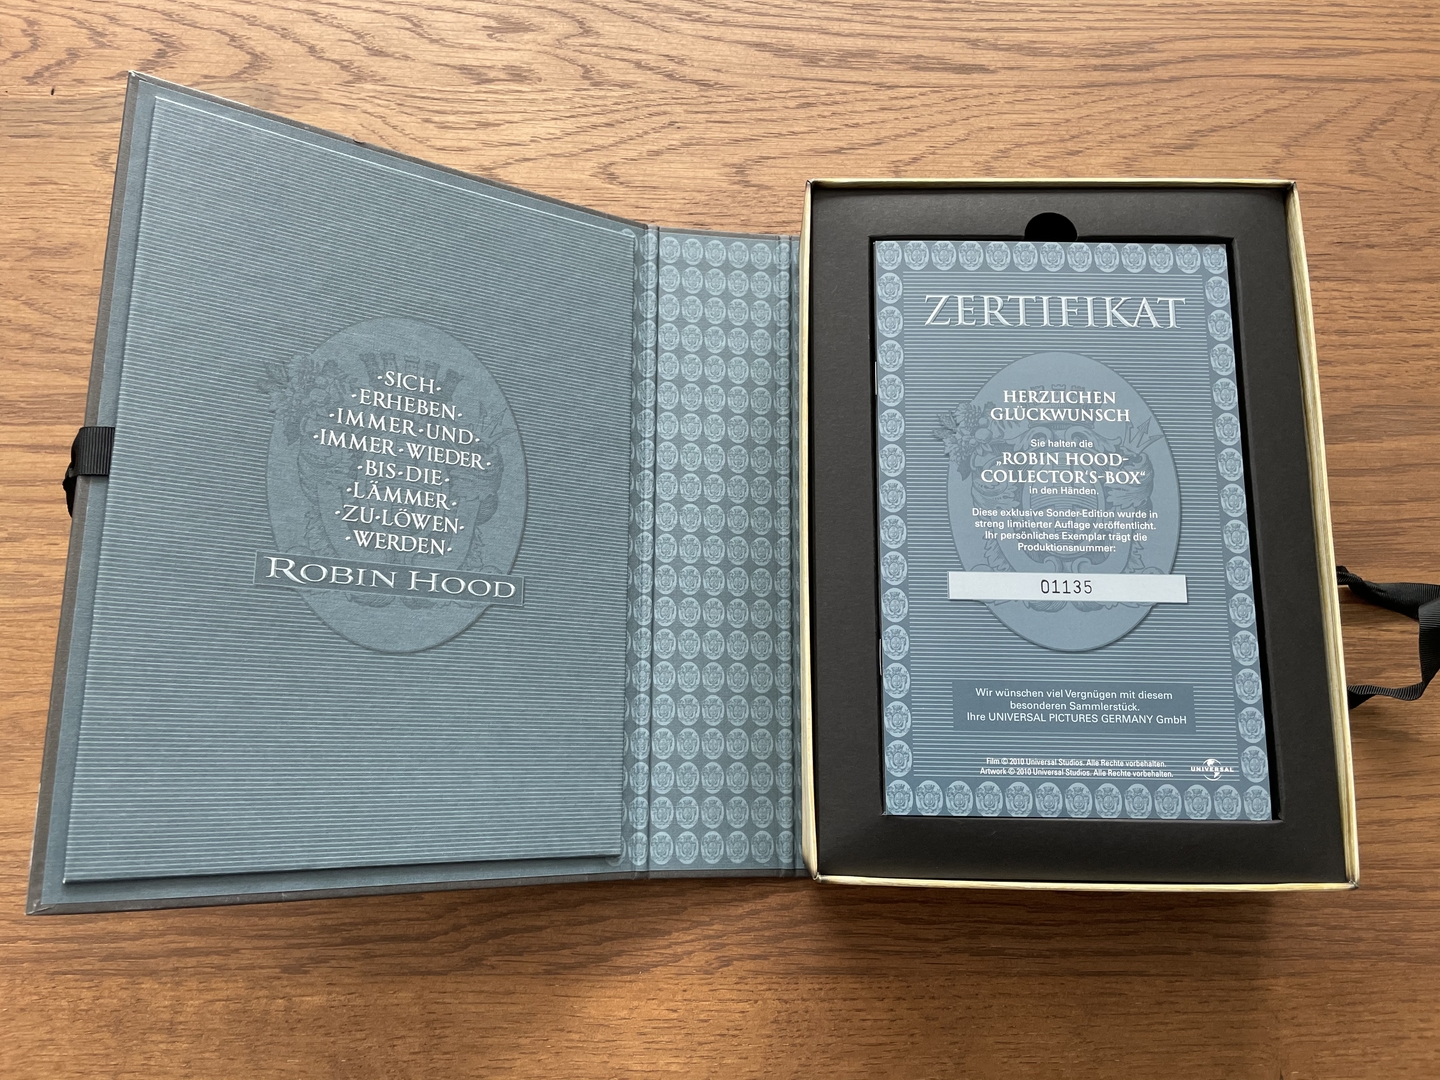 ·SICH·
·ERHEBEN·
·IMMER·UND·
·IMMER·WIEDER·
·BIS·DIE·
·LÄMMER·
·ZU·LÖWEN·
·WERDEN·
ROBIN HOOD
ZERTIFIKAT
HERZLICHEN
GLÜCKWUNSCH
Sie halten die
„ROBIN HOOD-
COLLECTOR'S-BOX“
in den Händen.
Diese exklusive Sonder-Edition wurde in
streng limitierter Auflage veröffentlicht.
Ihr persönliches Exemplar trägt die
Produktionsnummer:
01135
Wir wünschen viel Vergnügen mit diesem
besonderen Sammlerstück.
Ihre UNIVERSAL PICTURES GERMANY GmbH
Film © 2010 Universal Studios. Alle Rechte vorbehalten.
Artwork © 2010 Universal Studios. Alle Rechte vorbehalten.
UNIVERSAL